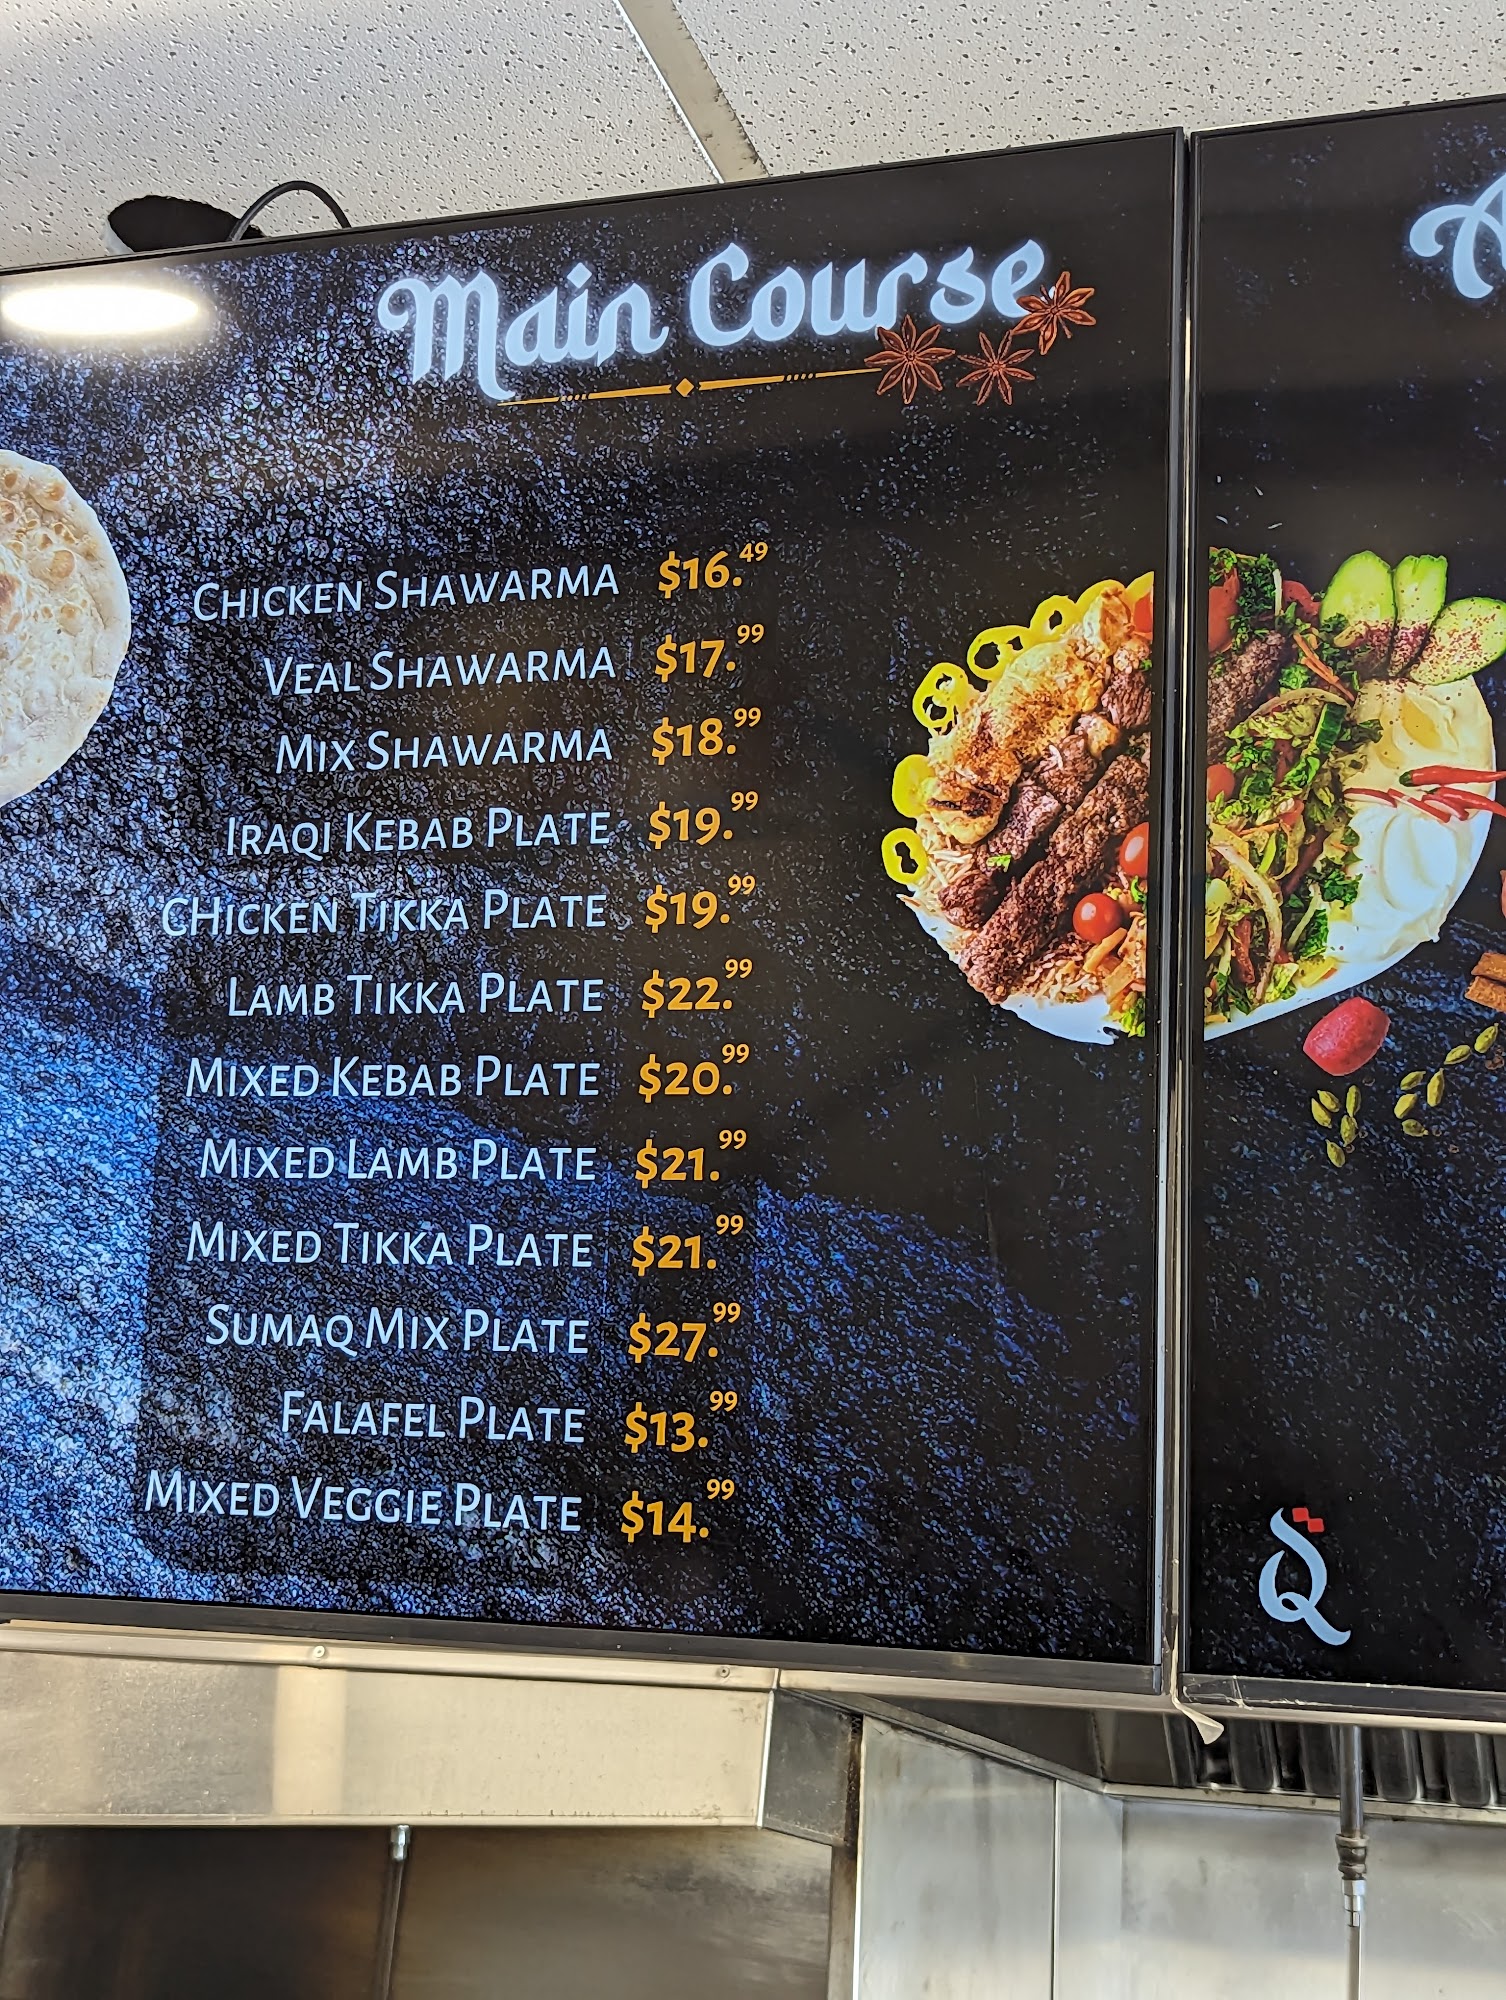 Main Course
Chicken Shawarma $16.49
Veal Shawarma $17.99
Mix Shawarma $18.99
Iraqi Kebab Plate $19.99
Chicken Tikka Plate $19.99
Lamb Tikka Plate $22.99
Mixed Kebab Plate $20.99
Mixed Lamb Plate $21.99
Mixed Tikka Plate $21.99
Sumaq Mix Plate $27.99
Falafel Plate $13.99
Mixed Veggie Plate $14.99